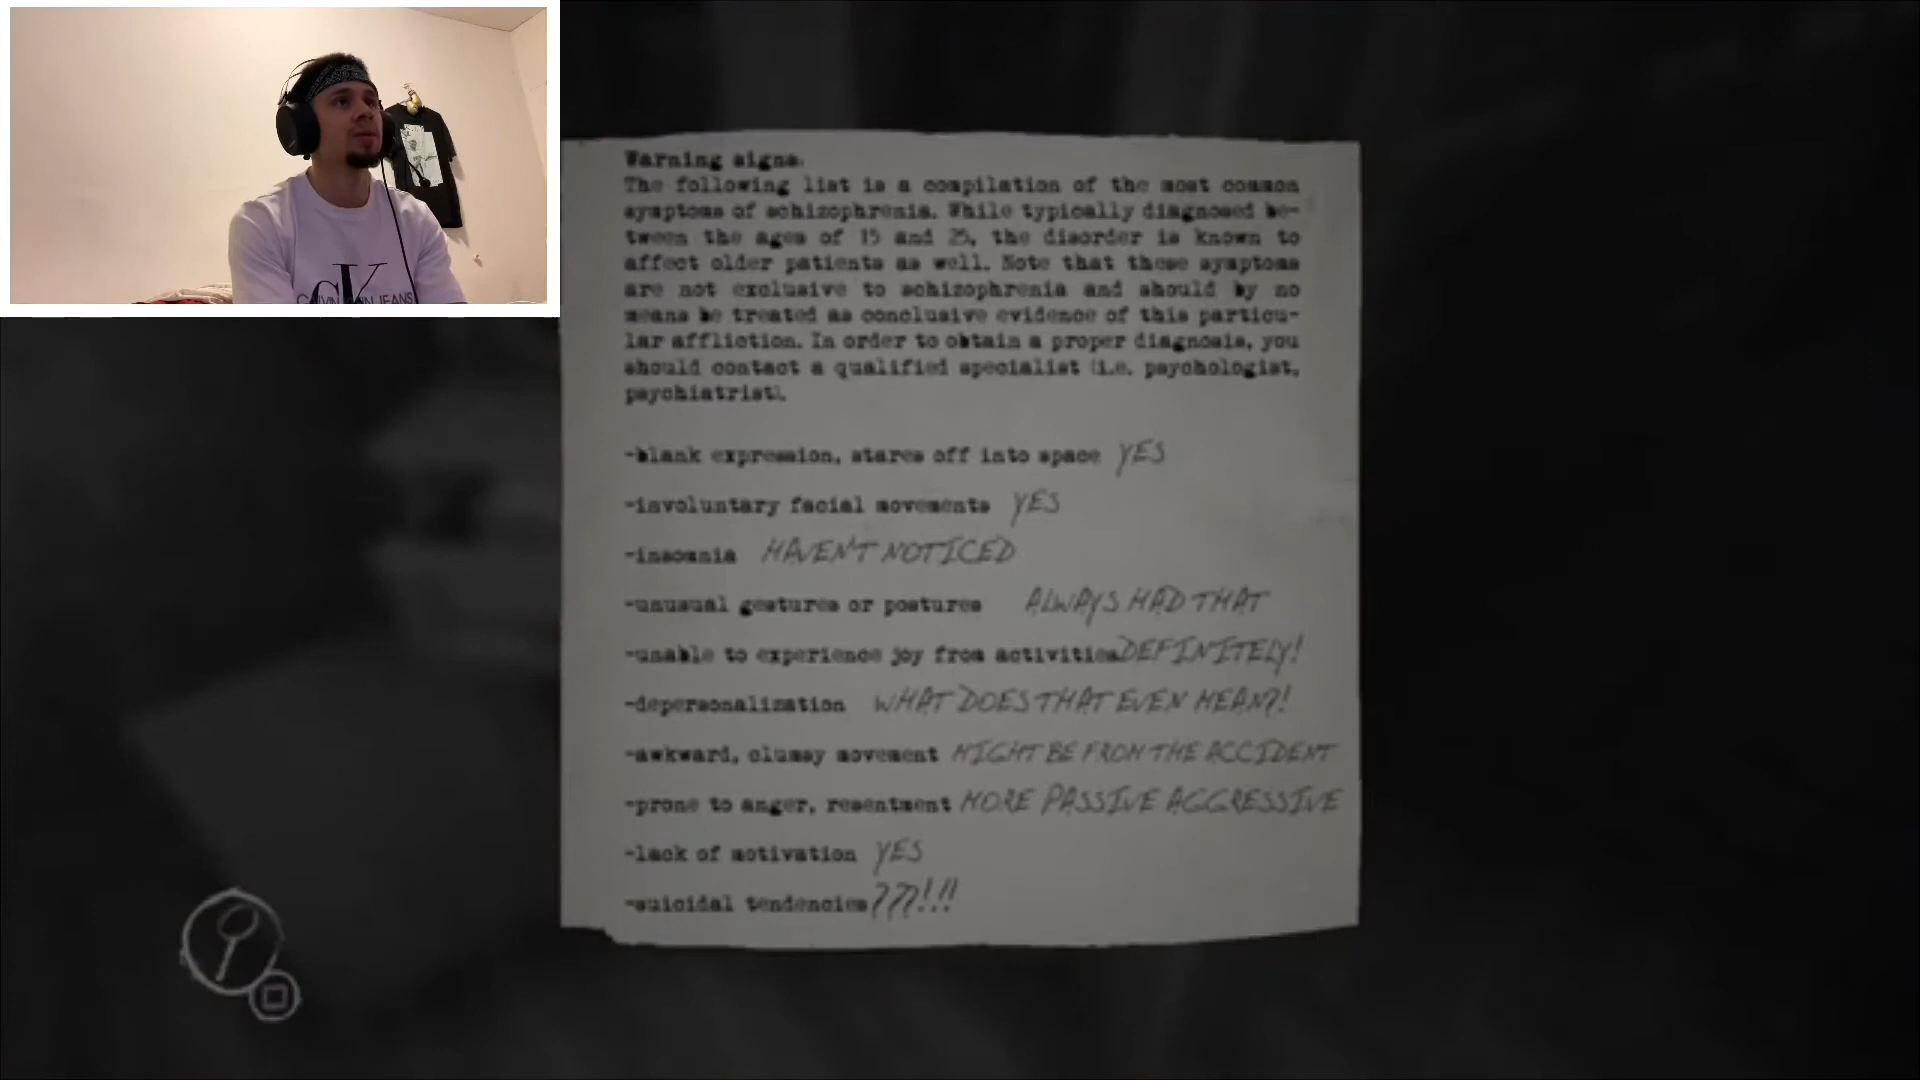 CK
CALVIN KLEIN JEANS
Warning signs.
The following list is a compilation of the most common
symptoms of schizophrenia. While typically diagnosed be-
tween the ages of 15 and 25, the disorder is known to
affect older patients as well. Note that these symptoms
are not exclusive to schizophrenia and should by no
means be treated as conclusive evidence of this particu-
lar affliction. In order to obtain a proper diagnosis, you
should contact a qualified specialist (i.e. psychologist,
psychiatrist).
-blank expression, stares off into space YES
-involuntary facial movements YES
-insomnia HAVEN'T NOTICED
-unusual gestures or postures ALWAYS HAD THAT
-unable to experience joy from activities DEFINITELY!
-depersonalization WHAT DOES THAT EVEN MEAN?!
-awkward, clumsy movement MIGHT BE FROM THE ACCIDENT
-prone to anger, resentment MORE PASSIVE AGGRESSIVE
-lack of motivation YES
-suicidal tendencies ???!!!